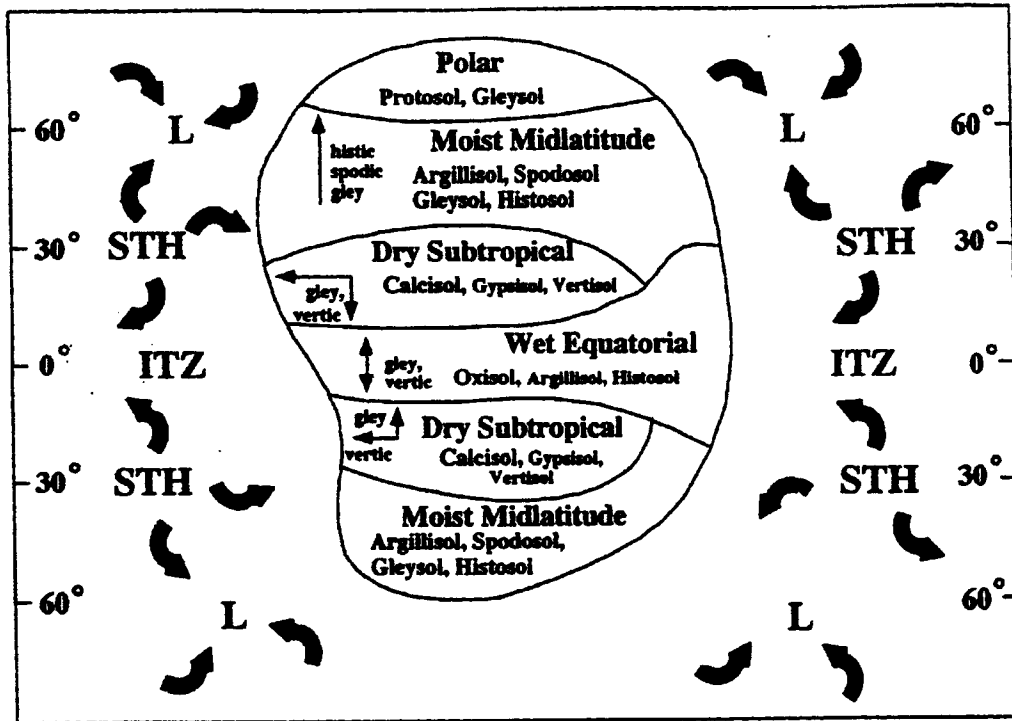 Polar
Protosol, Gleysol
60°
L
L
60°
histic
spodic
gley
Moist Midlatitude
Argillisol, Spodosol
Gleysol, Histosol
30°
STH
STH
30°
Dry Subtropical
Calcisol, Gypsisol, Vertisol
gley,
vertic
0°
ITZ
Wet Equatorial
gley,
vertic
Oxisol, Argillisol, Histosol
ITZ
0°
gley
vertic
Dry Subtropical
Calcisol, Gypsisol,
Vertisol
30°
STH
STH
30°
Moist Midlatitude
Argillisol, Spodosol,
Gleysol, Histosol
60°
L
L
60°